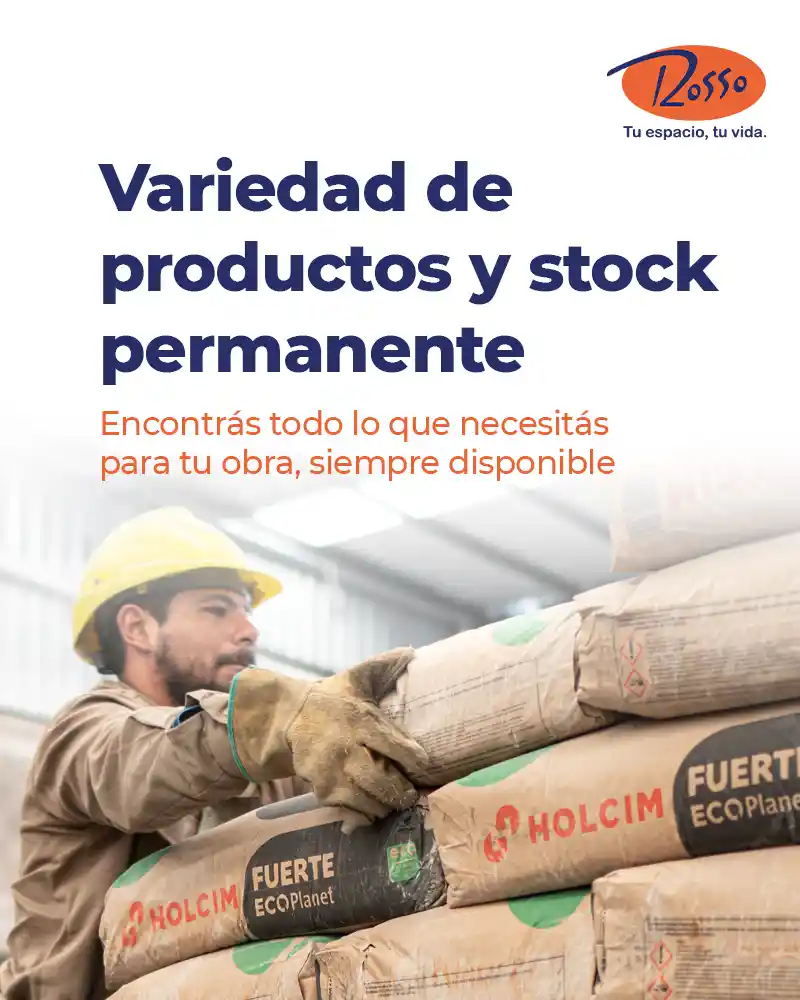 Rosso
Tu espacio, tu vida.
Variedad de
productos y stock
permanente
Encontrás todo lo que necesitás
para tu obra, siempre disponible
HOLCIM
FUERTE
ECOPlanet
HOLCIM
FUERTE
ECOPlanet